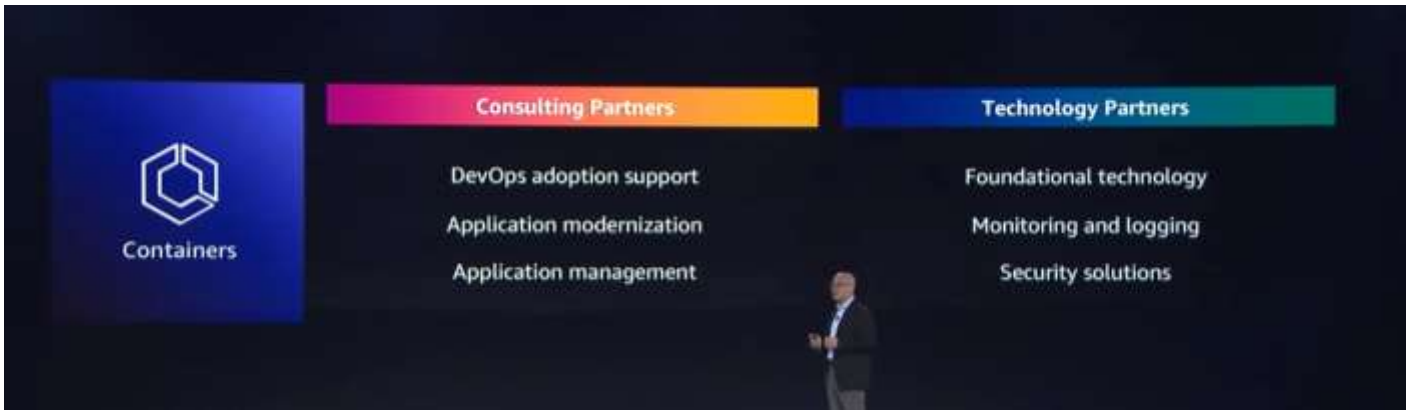 Containers
Consulting Partners
DevOps adoption support
Application modernization
Application management
Technology Partners
Foundational technology
Monitoring and logging
Security solutions